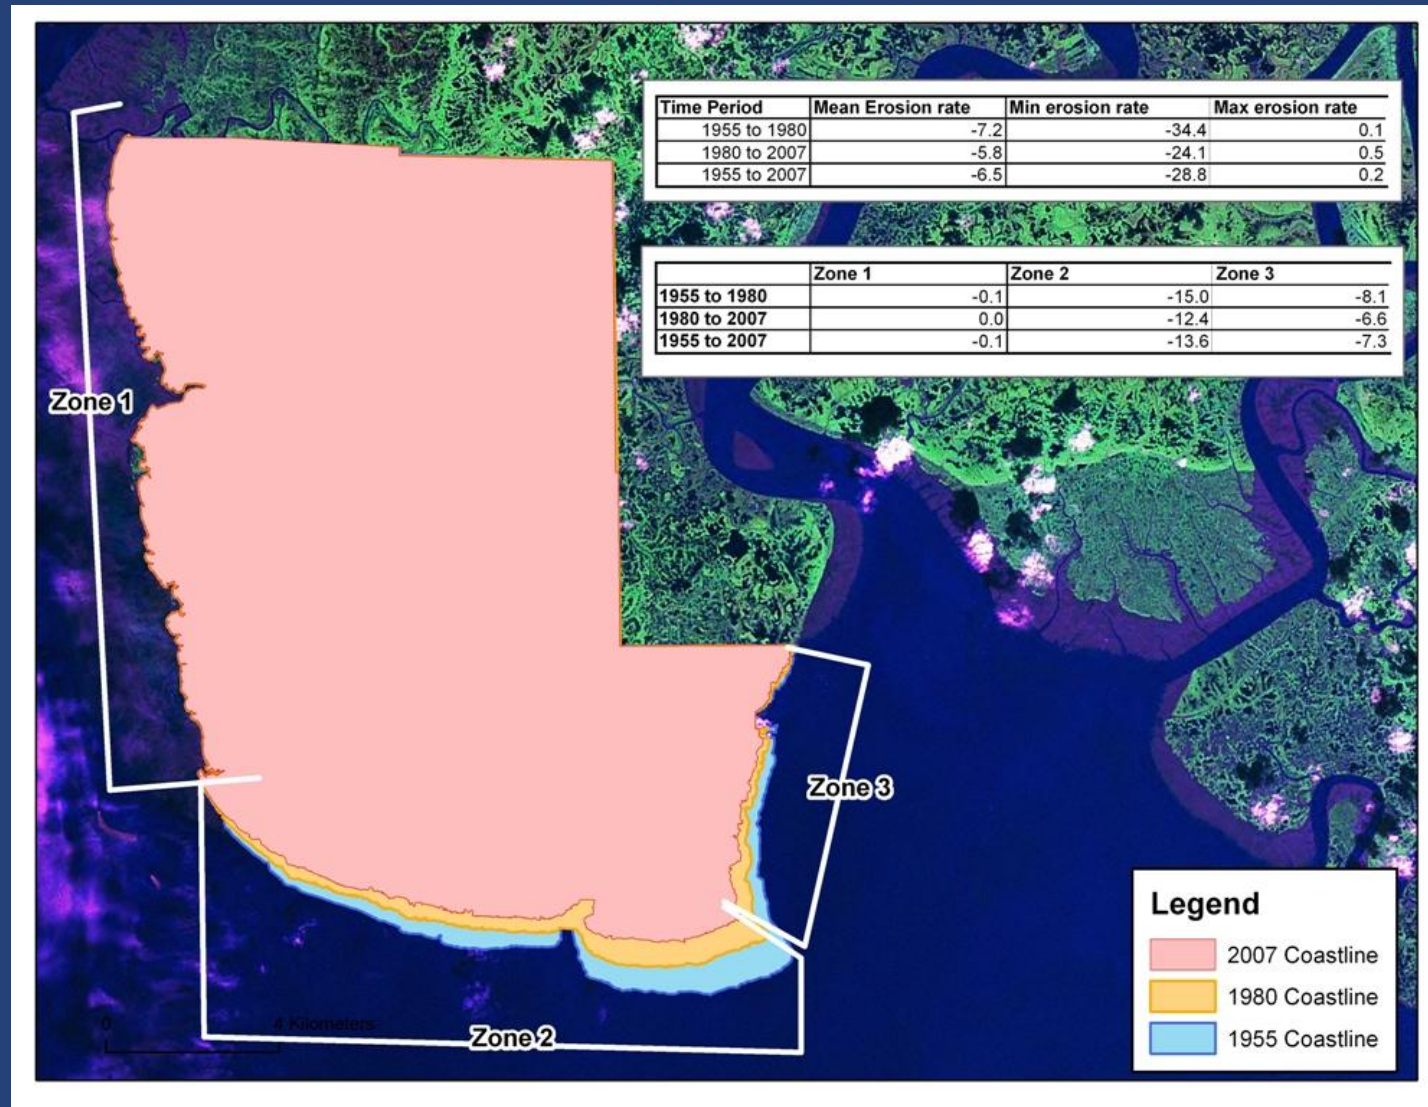 Time Period Mean Erosion rate Min erosion rate Max erosion rate
1955 to 1980 -7.2 -34.4 0.1
1980 to 2007 -5.8 -24.1 0.5
1955 to 2007 -6.5 -28.8 0.2
Zone 1 Zone 2 Zone 3
1955 to 1980 -0.1 -15.0 -8.1
1980 to 2007 0.0 -12.4 -6.6
1955 to 2007 -0.1 -13.6 -7.3
Zone 1
Zone 3
Legend
2007 Coastline
1980 Coastline
1955 Coastline
0 4 Kilometers
Zone 2